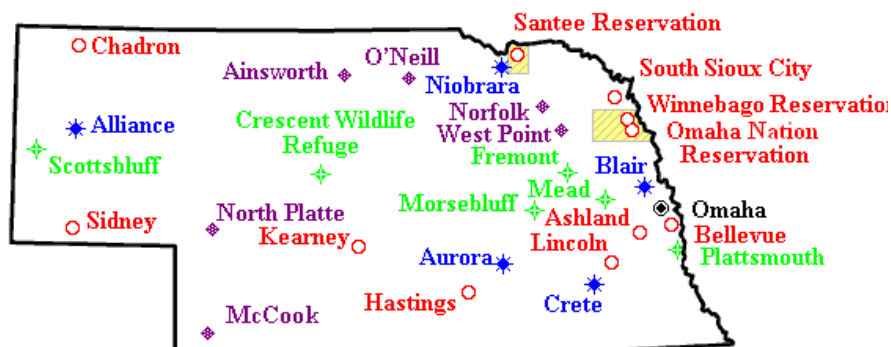 Santee Reservation
Chadron
O'Neill
Ainsworth
Niobrara
South Sioux City
Winnebago Reservation
Norfolk
Alliance
Crescent Wildlife
Refuge
West Point
Omaha Nation
Reservation
Scottsbluff
Fremont
Blair
Mead
Morsebluff
Omaha
Sidney
North Platte
Ashland
Bellevue
Kearney
Lincoln
Plattsmouth
Aurora
Hastings
Crete
McCook